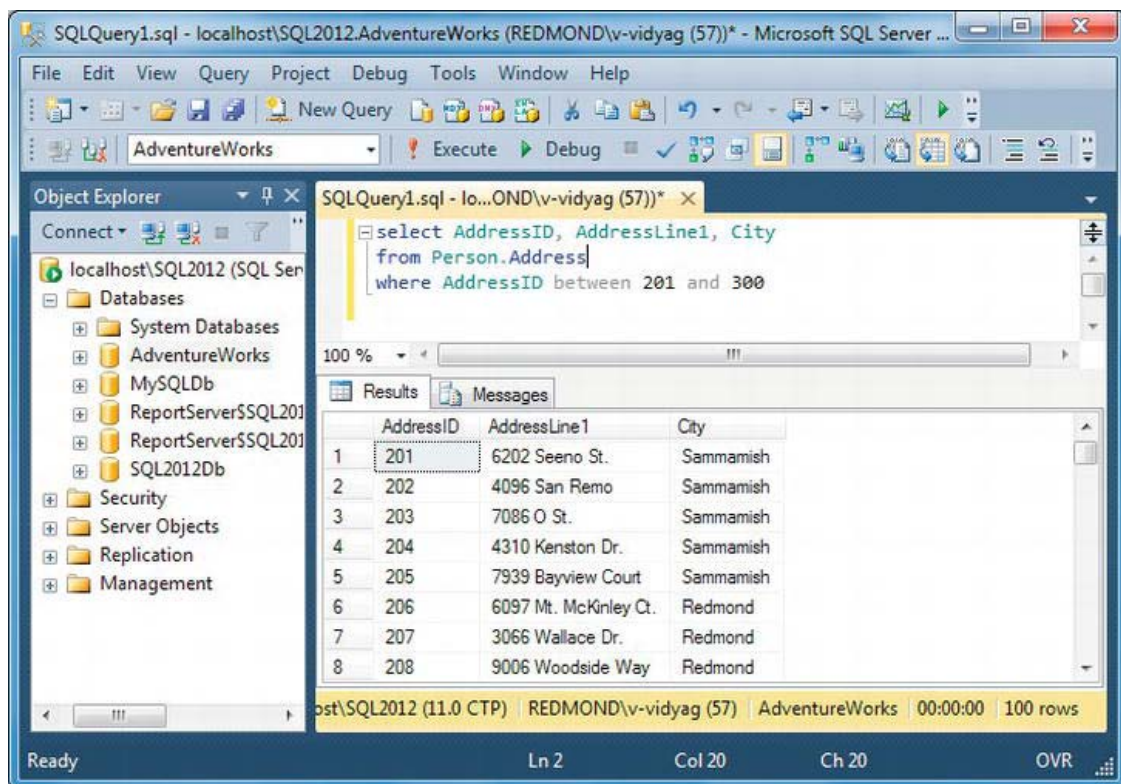 SQLQuery1.sql - localhost\SQL2012.AdventureWorks (REDMOND\v-vidyag (57))* - Microsoft SQL Server ...
File Edit View Query Project Debug Tools Window Help
New Query
AdventureWorks Execute Debug
Object Explorer
Connect
localhost\SQL2012 (SQL Ser
Databases
System Databases
AdventureWorks
MySQLDb
ReportServer$SQL201
ReportServer$SQL201
SQL2012Db
Security
Server Objects
Replication
Management
SQLQuery1.sql - lo...OND\v-vidyag (57))*
select AddressID, AddressLine1, City
from Person.Address
where AddressID between 201 and 300
100 %
Results Messages
AddressID AddressLine1 City
1 201 6202 Seeno St. Sammamish
2 202 4096 San Remo Sammamish
3 203 7086 O St. Sammamish
4 204 4310 Kenston Dr. Sammamish
5 205 7939 Bayview Court Sammamish
6 206 6097 Mt. McKinley Ct. Redmond
7 207 3066 Wallace Dr. Redmond
8 208 9006 Woodside Way Redmond
ost\SQL2012 (11.0 CTP) REDMOND\v-vidyag (57) AdventureWorks 00:00:00 100 rows
Ready Ln 2 Col 20 Ch 20 OVR